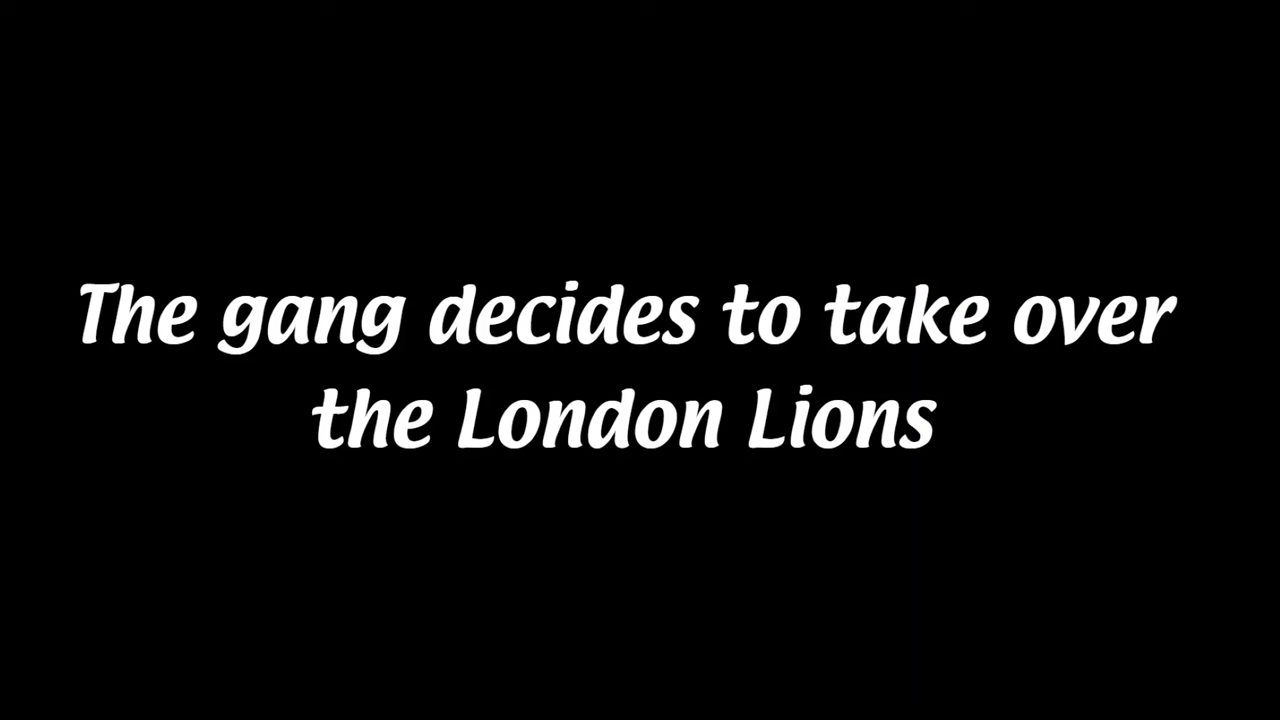 The gang decides to take over
the London Lions